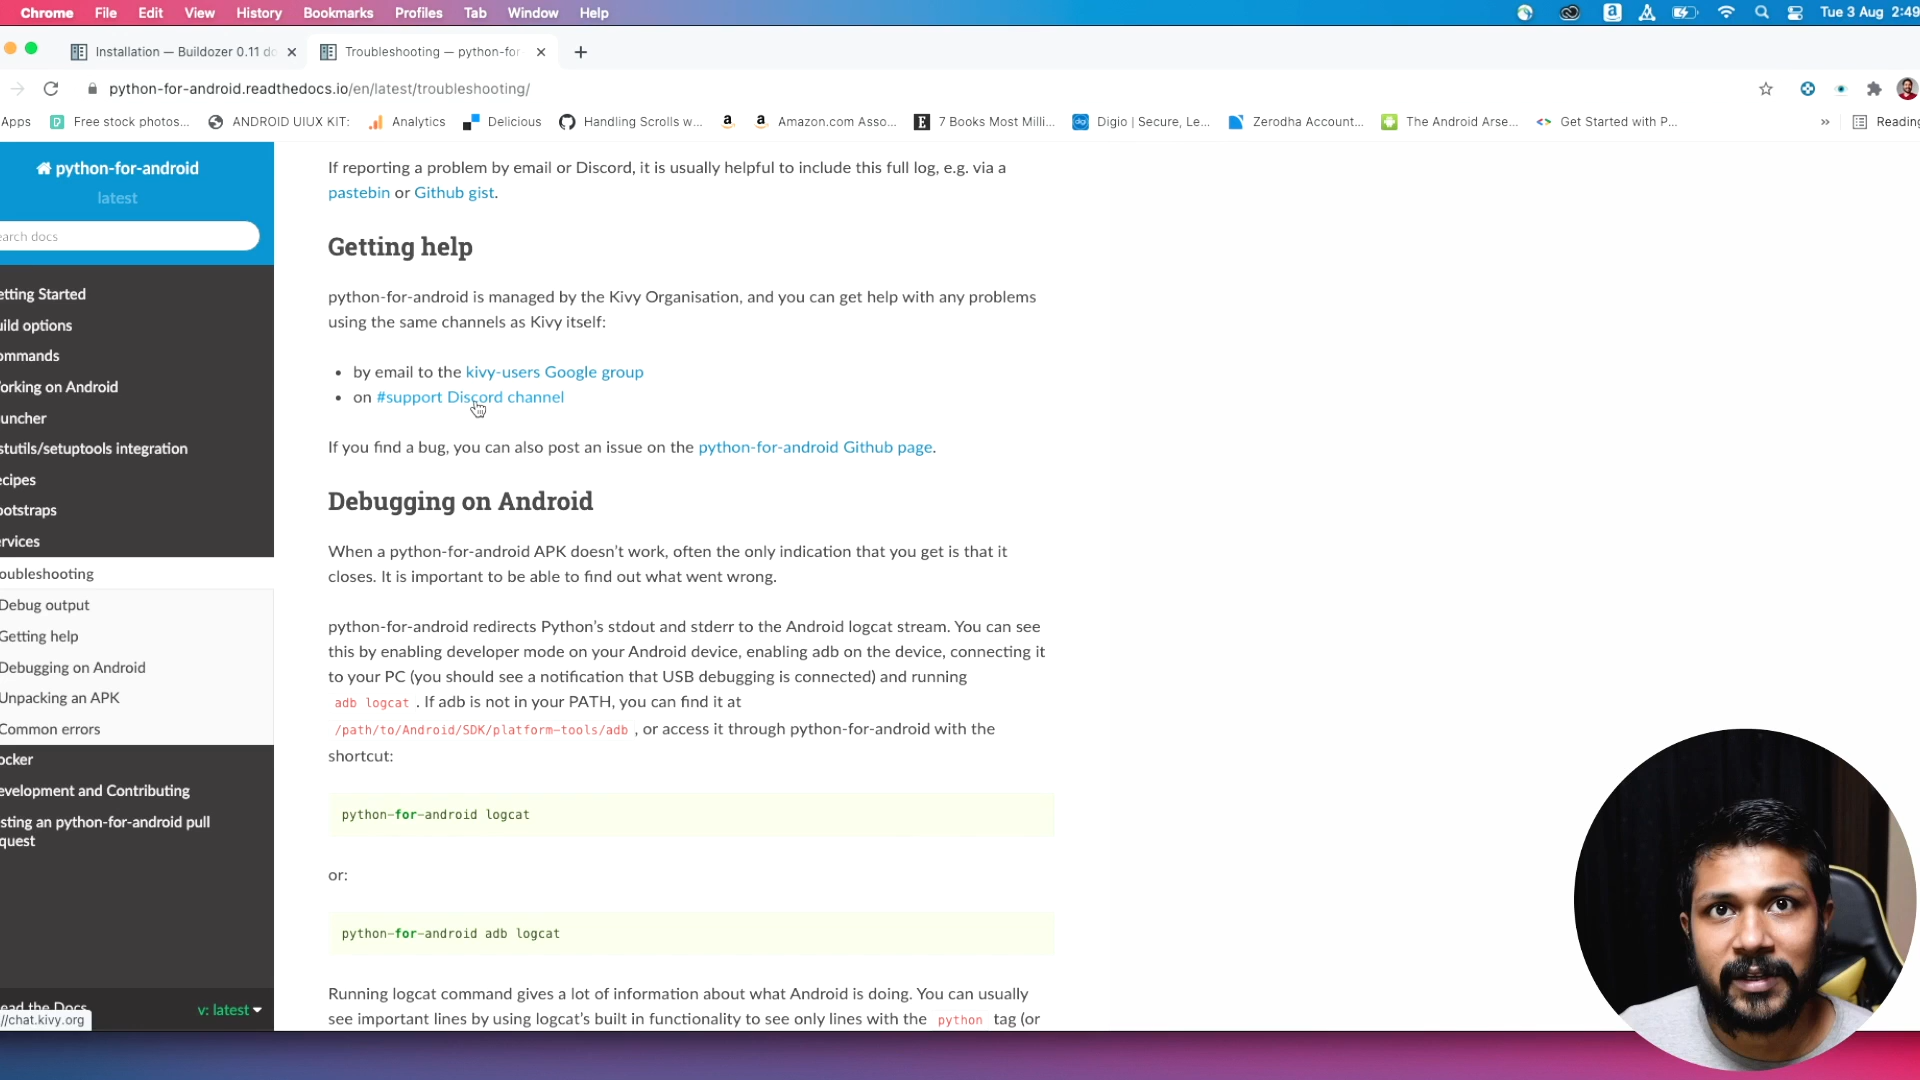 Chrome File Edit View History Bookmarks Profiles Tab Window Help Tue 3 Aug 2:49
Installation — Buildozer 0.11 do Troubleshooting — python-for-
python-for-android.readthedocs.io/en/latest/troubleshooting/
Apps Free stock photos... ANDROID UIUX KIT: Analytics Delicious Handling Scrolls w... Amazon.com Asso... 7 Books Most Milli... Digio | Secure, Le... Zerodha Account... The Android Arse... Get Started with P... » Reading
python-for-android
latest
earch docs
etting Started
uild options
ommands
orking on Android
uncher
stutils/setuptools integration
ecipes
ootstraps
ervices
oubleshooting
Debug output
Getting help
Debugging on Android
Unpacking an APK
Common errors
ocker
evelopment and Contributing
sting an python-for-android pull
quest
ead the Docs v: latest
//chat.kivy.org
If reporting a problem by email or Discord, it is usually helpful to include this full log, e.g. via a
pastebin or Github gist.
Getting help
python-for-android is managed by the Kivy Organisation, and you can get help with any problems
using the same channels as Kivy itself:
• by email to the kivy-users Google group
• on #support Discord channel
If you find a bug, you can also post an issue on the python-for-android Github page.
Debugging on Android
When a python-for-android APK doesn't work, often the only indication that you get is that it
closes. It is important to be able to find out what went wrong.
python-for-android redirects Python's stdout and stderr to the Android logcat stream. You can see
this by enabling developer mode on your Android device, enabling adb on the device, connecting it
to your PC (you should see a notification that USB debugging is connected) and running
adb logcat . If adb is not in your PATH, you can find it at
/path/to/Android/SDK/platform-tools/adb , or access it through python-for-android with the
shortcut:
python-for-android logcat
or:
python-for-android adb logcat
Running logcat command gives a lot of information about what Android is doing. You can usually
see important lines by using logcat's built in functionality to see only lines with the python tag (or